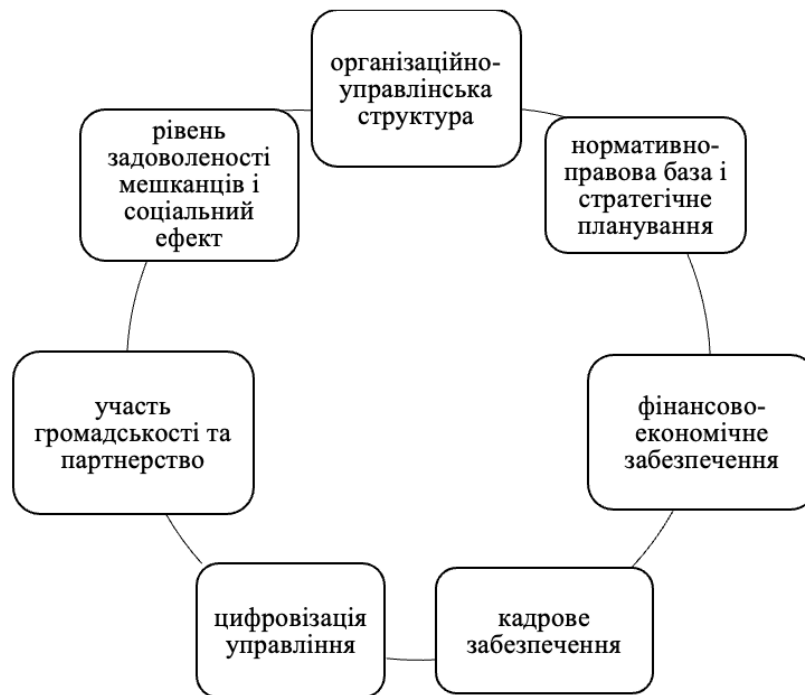 організаційно-
управлінська
структура
нормативно-
правова база і
стратегічне
планування
фінансово-
економічне
забезпечення
кадрове
забезпечення
цифровізація
управління
участь
громадськості та
партнерство
рівень
задоволеності
мешканців і
соціальний
ефект